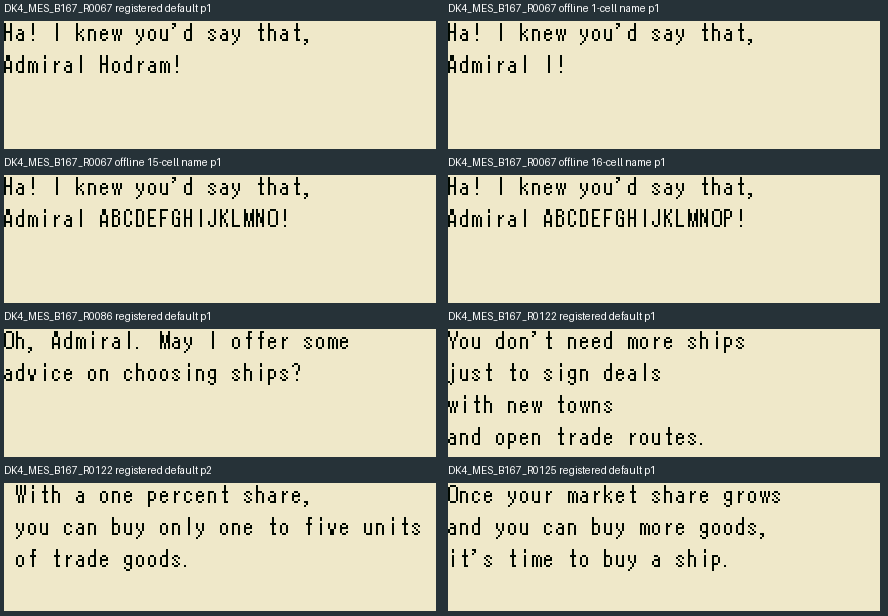 DK4_MES_B167_R0067 registered default p1
Ha! I knew you'd say that,
Admiral Hodram!
DK4_MES_B167_R0067 offline 1-cell name p1
Ha! I knew you'd say that,
Admiral I!
DK4_MES_B167_R0067 offline 15-cell name p1
Ha! I knew you'd say that,
Admiral ABCDEFGHIJKLMNO!
DK4_MES_B167_R0067 offline 16-cell name p1
Ha! I knew you'd say that,
Admiral ABCDEFGHIJKLMNOP!
DK4_MES_B167_R0086 registered default p1
Oh, Admiral. May I offer some
advice on choosing ships?
DK4_MES_B167_R0122 registered default p1
You don't need more ships
just to sign deals
with new towns
and open trade routes.
DK4_MES_B167_R0122 registered default p2
With a one percent share,
you can buy only one to five units
of trade goods.
DK4_MES_B167_R0125 registered default p1
Once your market share grows
and you can buy more goods,
it's time to buy a ship.